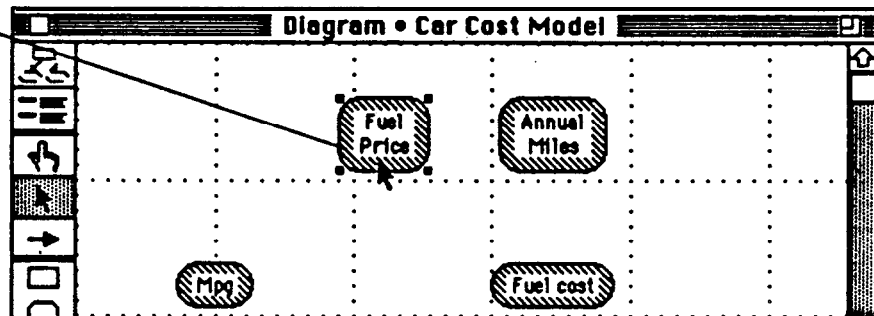 Diagram • Car Cost Model
Fuel
Price
Annual
Miles
Mpg
Fuel cost